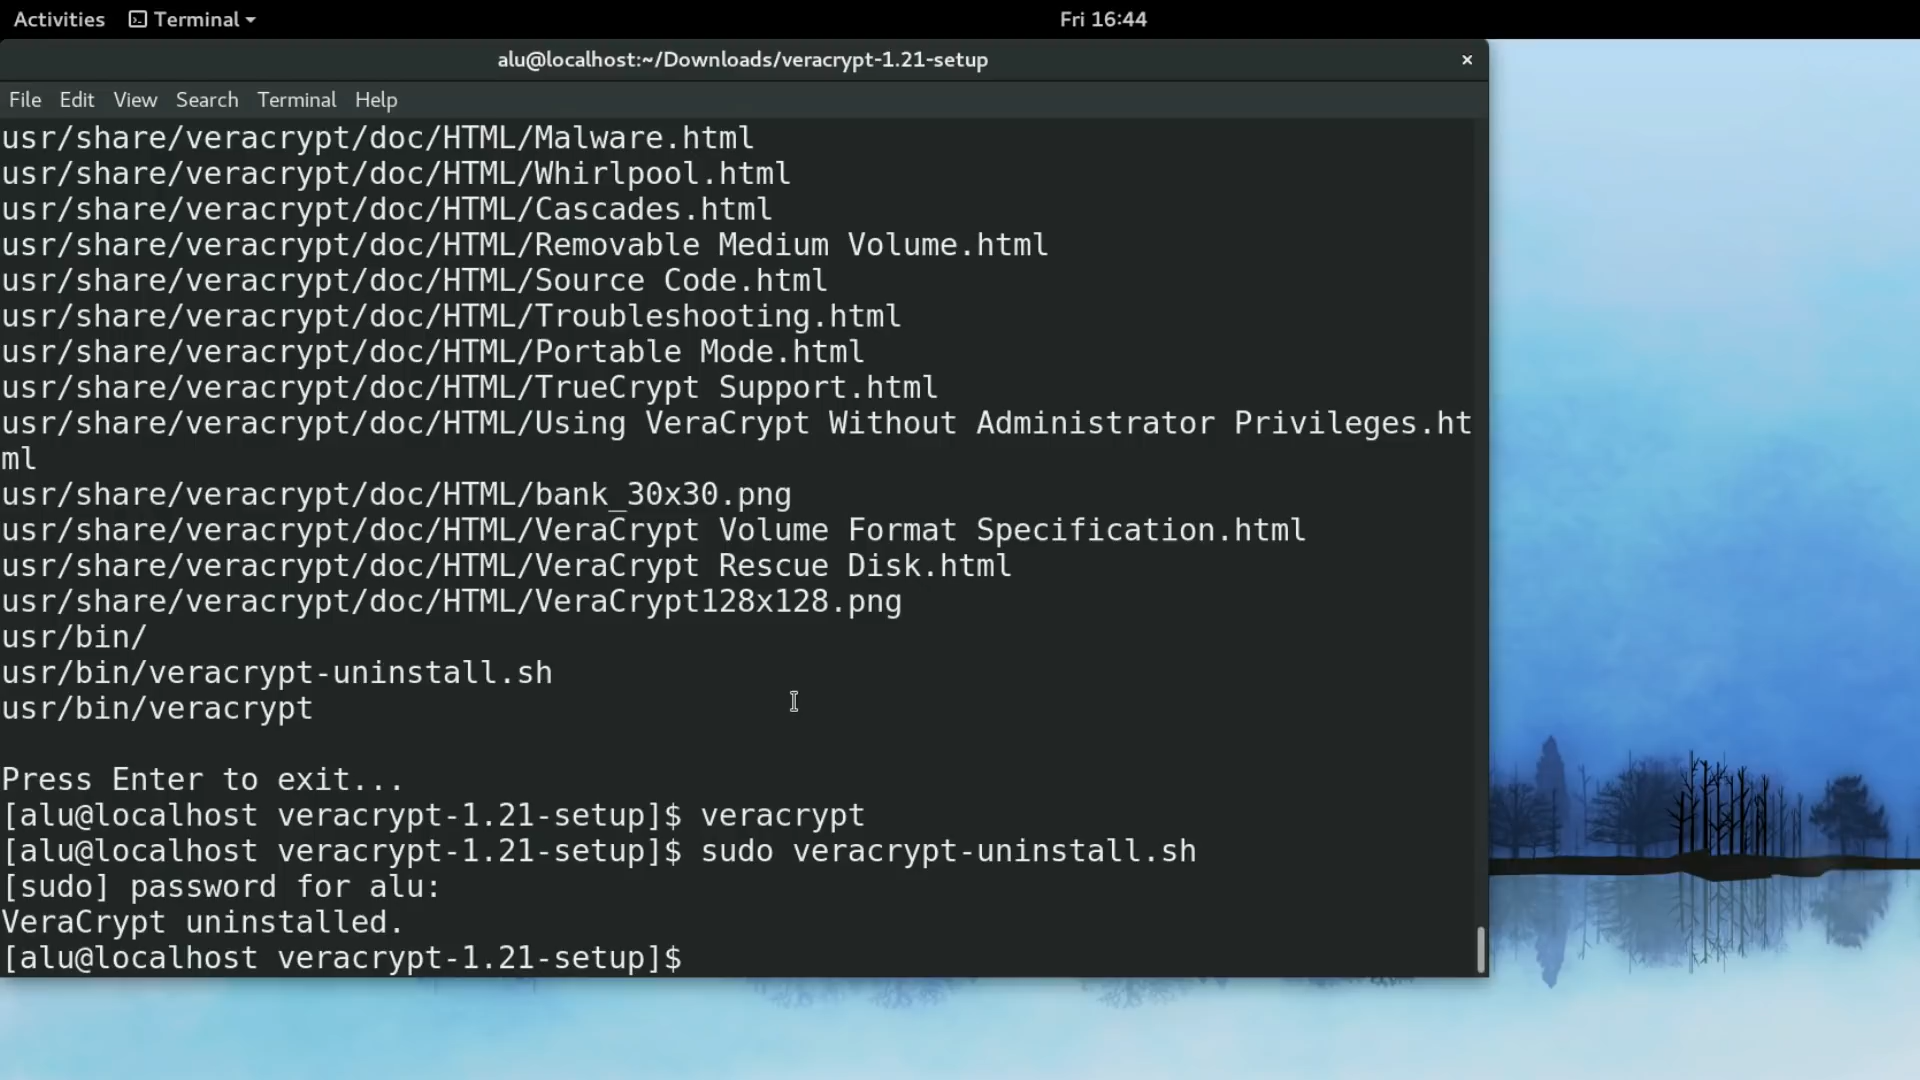 Activities Terminal Fri 16:44
alu@localhost:~/Downloads/veracrypt-1.21-setup ×
File Edit View Search Terminal Help
usr/share/veracrypt/doc/HTML/Malware.html
usr/share/veracrypt/doc/HTML/Whirlpool.html
usr/share/veracrypt/doc/HTML/Cascades.html
usr/share/veracrypt/doc/HTML/Removable Medium Volume.html
usr/share/veracrypt/doc/HTML/Source Code.html
usr/share/veracrypt/doc/HTML/Troubleshooting.html
usr/share/veracrypt/doc/HTML/Portable Mode.html
usr/share/veracrypt/doc/HTML/TrueCrypt Support.html
usr/share/veracrypt/doc/HTML/Using VeraCrypt Without Administrator Privileges.ht
ml
usr/share/veracrypt/doc/HTML/bank_30x30.png
usr/share/veracrypt/doc/HTML/VeraCrypt Volume Format Specification.html
usr/share/veracrypt/doc/HTML/VeraCrypt Rescue Disk.html
usr/share/veracrypt/doc/HTML/VeraCrypt128x128.png
usr/bin/
usr/bin/veracrypt-uninstall.sh
usr/bin/veracrypt
Press Enter to exit...
[alu@localhost veracrypt-1.21-setup]$ veracrypt
[alu@localhost veracrypt-1.21-setup]$ sudo veracrypt-uninstall.sh
[sudo] password for alu:
VeraCrypt uninstalled.
[alu@localhost veracrypt-1.21-setup]$